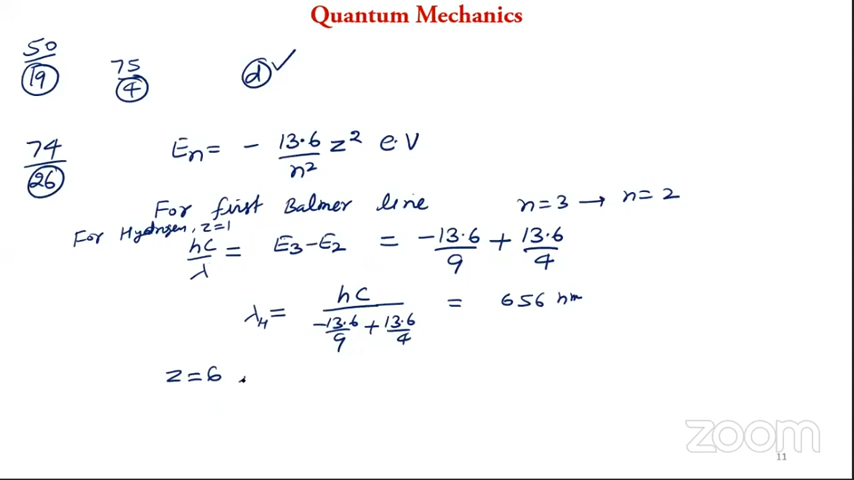 Quantum Mechanics
50/19 75/4 d ✓
74/26 En = - 13.6/n² z² e.V
For first Balmer line n=3 → n=2
For Hydrogen, z=1
hc/λ = E3-E2 = -13.6/9 + 13.6/4
λH = hc/(-13.6/9 + 13.6/4) = 656 nm
z=6
zoom
11